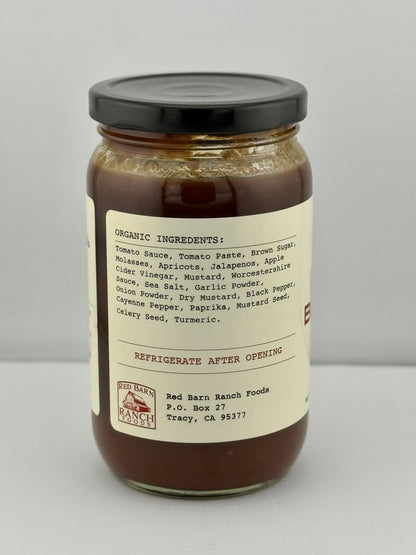 ORGANIC INGREDENTS:
Tomato Sauce, Tomato Paste, Brown Sugar,
Molasses, Apricots, Jalapenos, Apple
Cider Vinegar, Mustard, Worcestershire
Sauce, Sea Salt, Garlic Powder,
Onion Powder, Dry Mustard, Black Pepper,
Cayenne Pepper, Paprika, Mustard Seed,
Celery Seed, Turmeric.
REFRIGERATE AFTER OPENING
RED BARN
RANCH
FOODS
Red Barn Ranch Foods
P.O. Box 27
Tracy, CA 95377